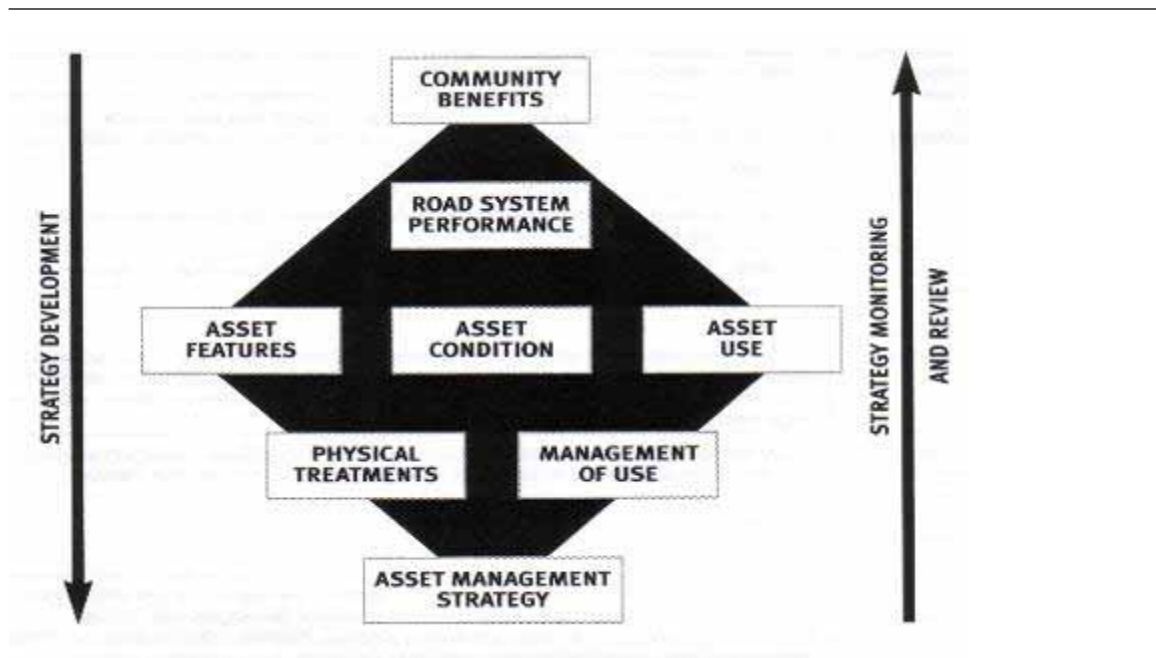 COMMUNITY
BENEFITS
ROAD SYSTEM
PERFORMANCE
STRATEGY DEVELOPMENT
ASSET
FEATURES
ASSET
CONDITION
ASSET
USE
STRATEGY MONITORING
AND REVIEW
PHYSICAL
TREATMENTS
MANAGEMENT
OF USE
ASSET MANAGEMENT
STRATEGY